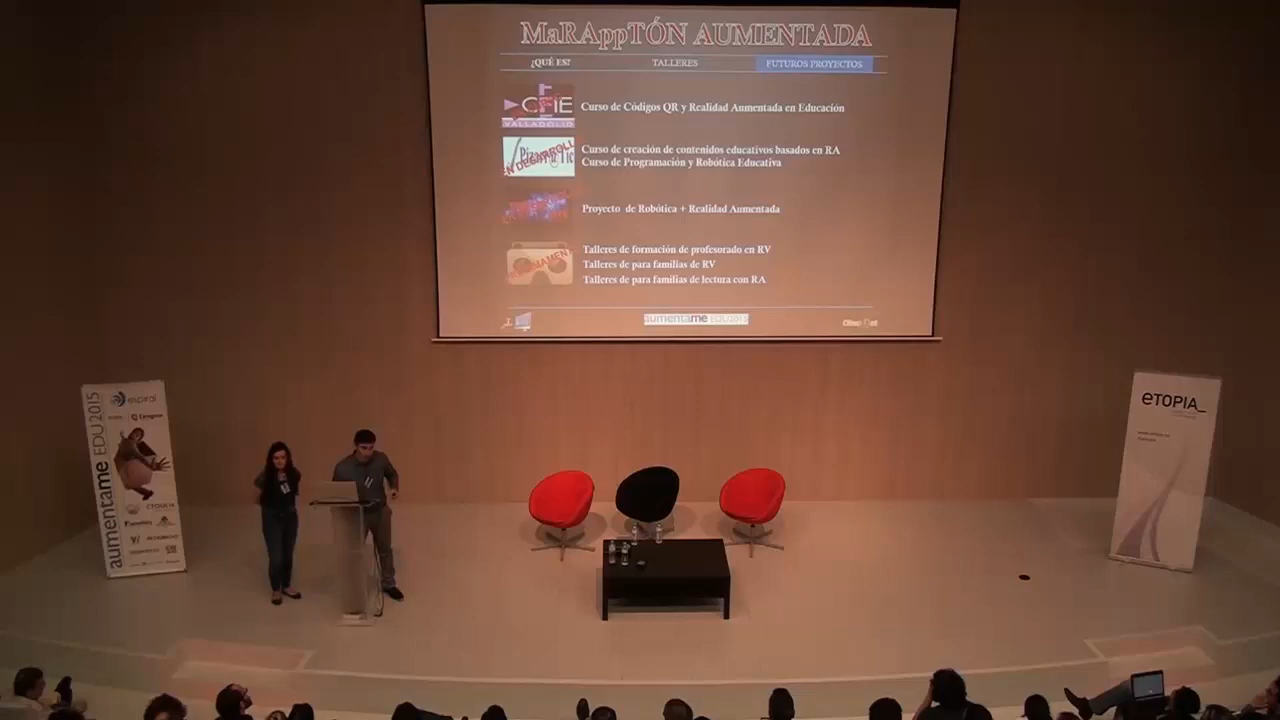 MaRAppTÓN AUMENTADA
¿QUÉ ES?
TALLERES
FUTUROS PROYECTOS
CFIE
VALLADOLID
Curso de Códigos QR y Realidad Aumentada en Educación
EN DESARROLL
Curso de creación de contenidos educativos basados en RA
Curso de Programación y Robótica Educativa
Proyecto de Robótica + Realidad Aumentada
Talleres de formación de profesorado en RV
Talleres de para familias de RV
Talleres de para familias de lectura con RA
aumentame EDU2015
aumentame EDU 2015
espiral
Zaragoza
eTOPIA_